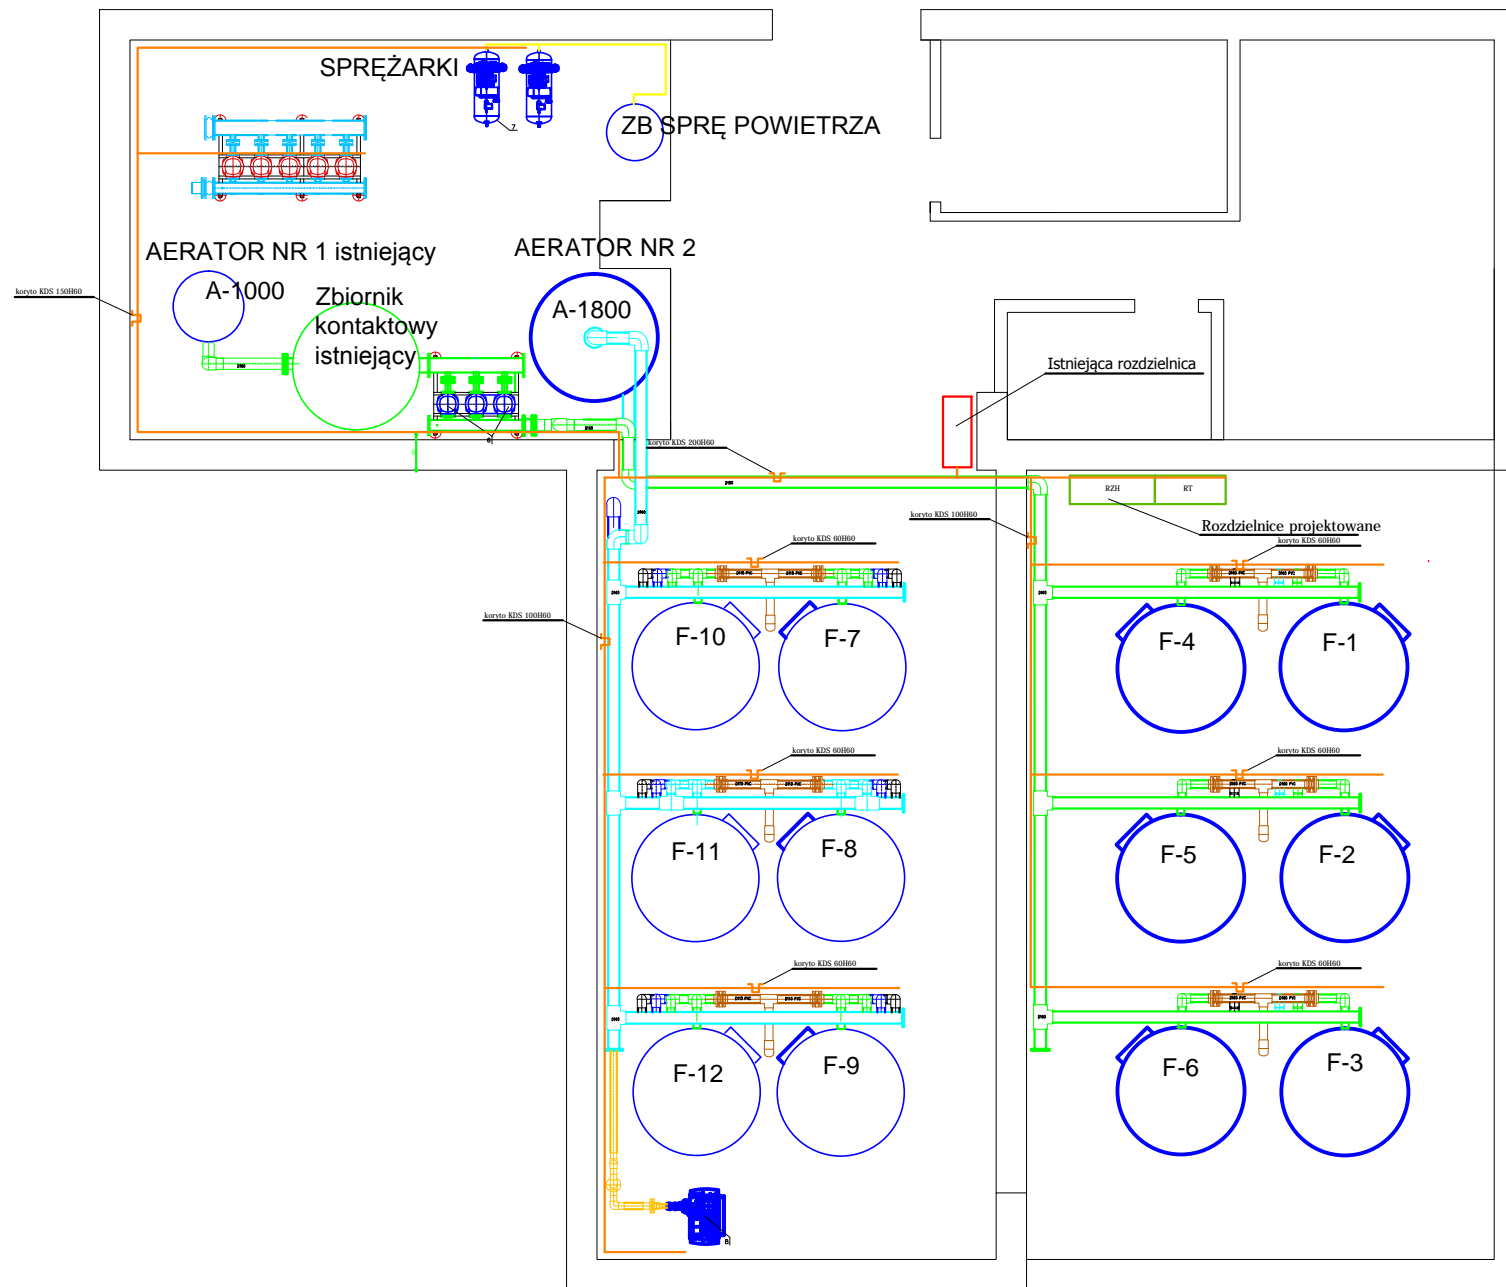 SPRĘŻARKI
7
ZB SPRĘ POWIETRZA
AERATOR NR 1 istniejący
AERATOR NR 2
koryto KDS 150H60
A-1000
Zbiornik
kontaktowy
istniejący
A-1800
Istniejąca rozdzielnica
koryto KDS 200H60
RZH
RT
koryto KDS 100H60
Rozdzielnice projektowane
koryto KDS 60H60
koryto KDS 60H60
koryto KDS 100H60
F-10
F-7
F-4
F-1
koryto KDS 60H60
koryto KDS 60H60
F-11
F-8
F-5
F-2
koryto KDS 60H60
koryto KDS 60H60
F-12
F-9
F-6
F-3